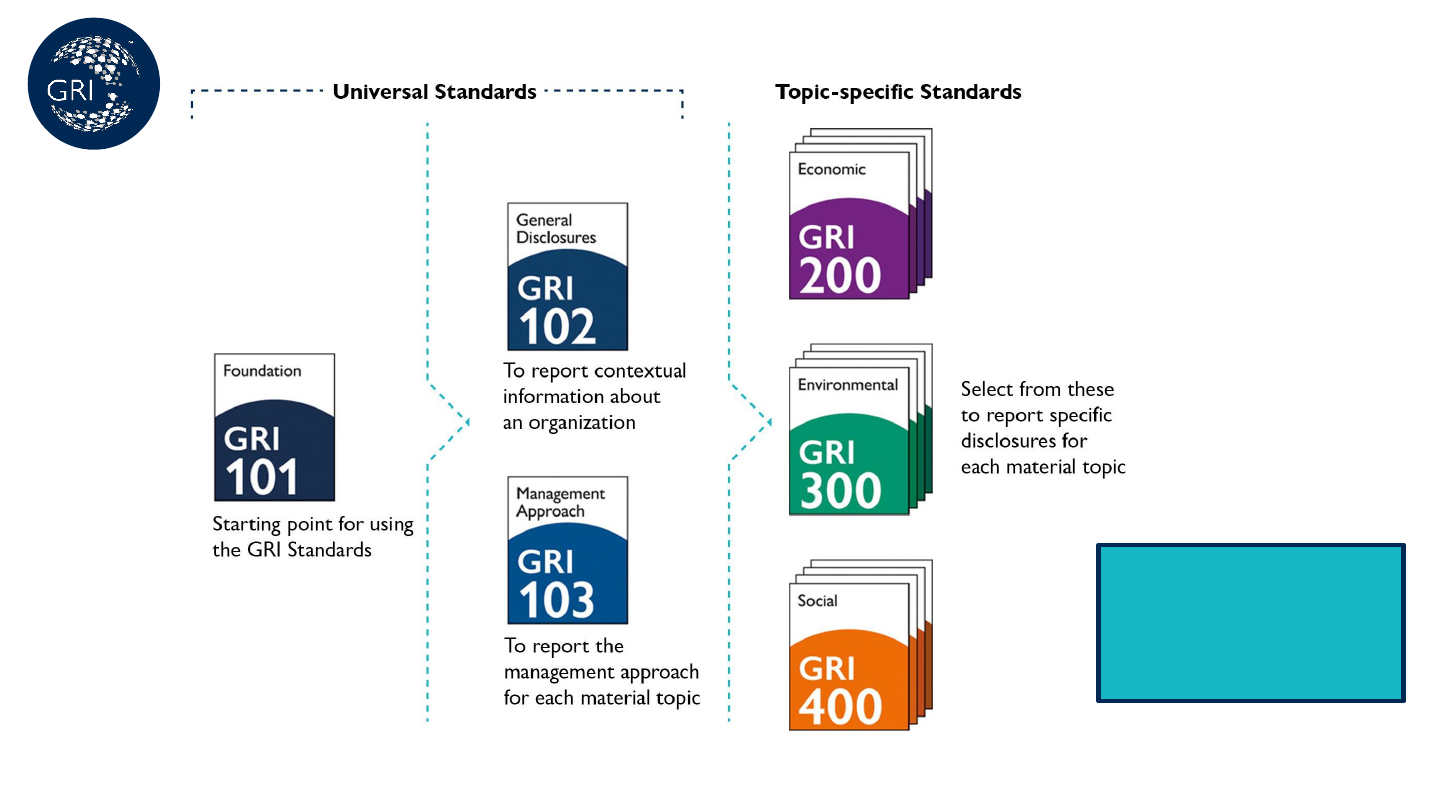 GRI
Universal Standards
Foundation
GRI
101
Starting point for using
the GRI Standards
General
Disclosures
GRI
102
To report contextual
information about
an organization
Management
Approach
GRI
103
To report the
management approach
for each material topic
Topic-specific Standards
Economic
GRI
200
Environmental
GRI
300
Social
GRI
400
Select from these
to report specific
disclosures for
each material topic